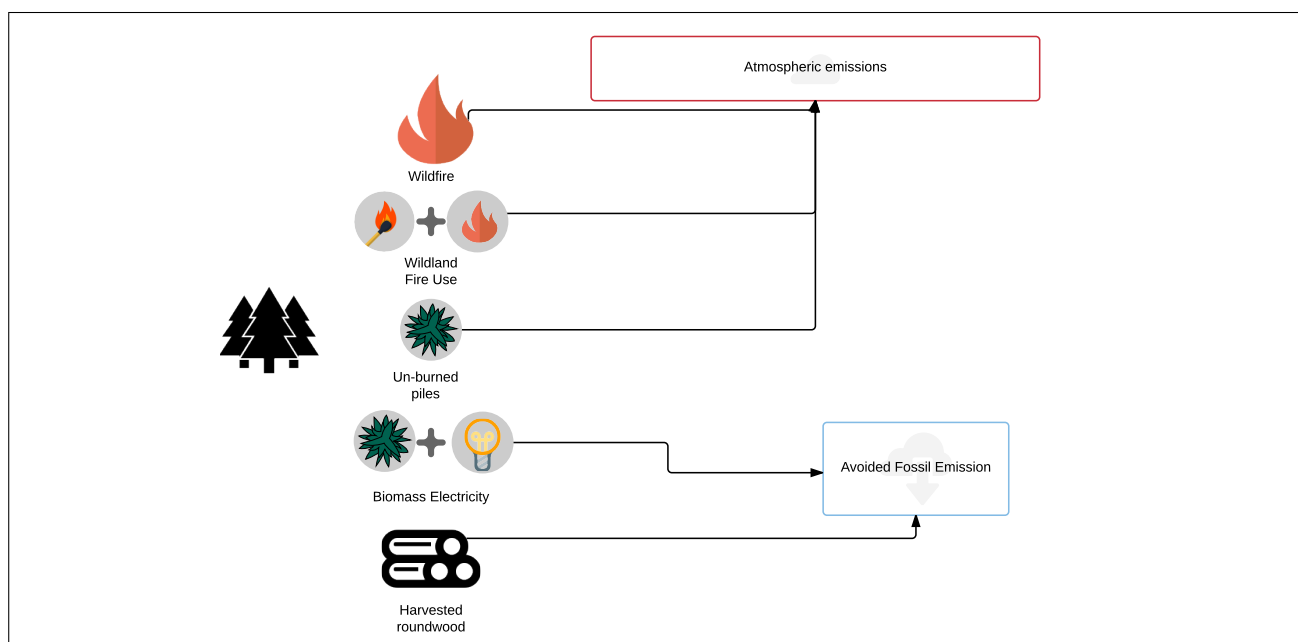 Atmospheric emissions
Wildfire
Wildland
Fire Use
Un-burned
piles
Biomass Electricity
Avoided Fossil Emission
Harvested
roundwood